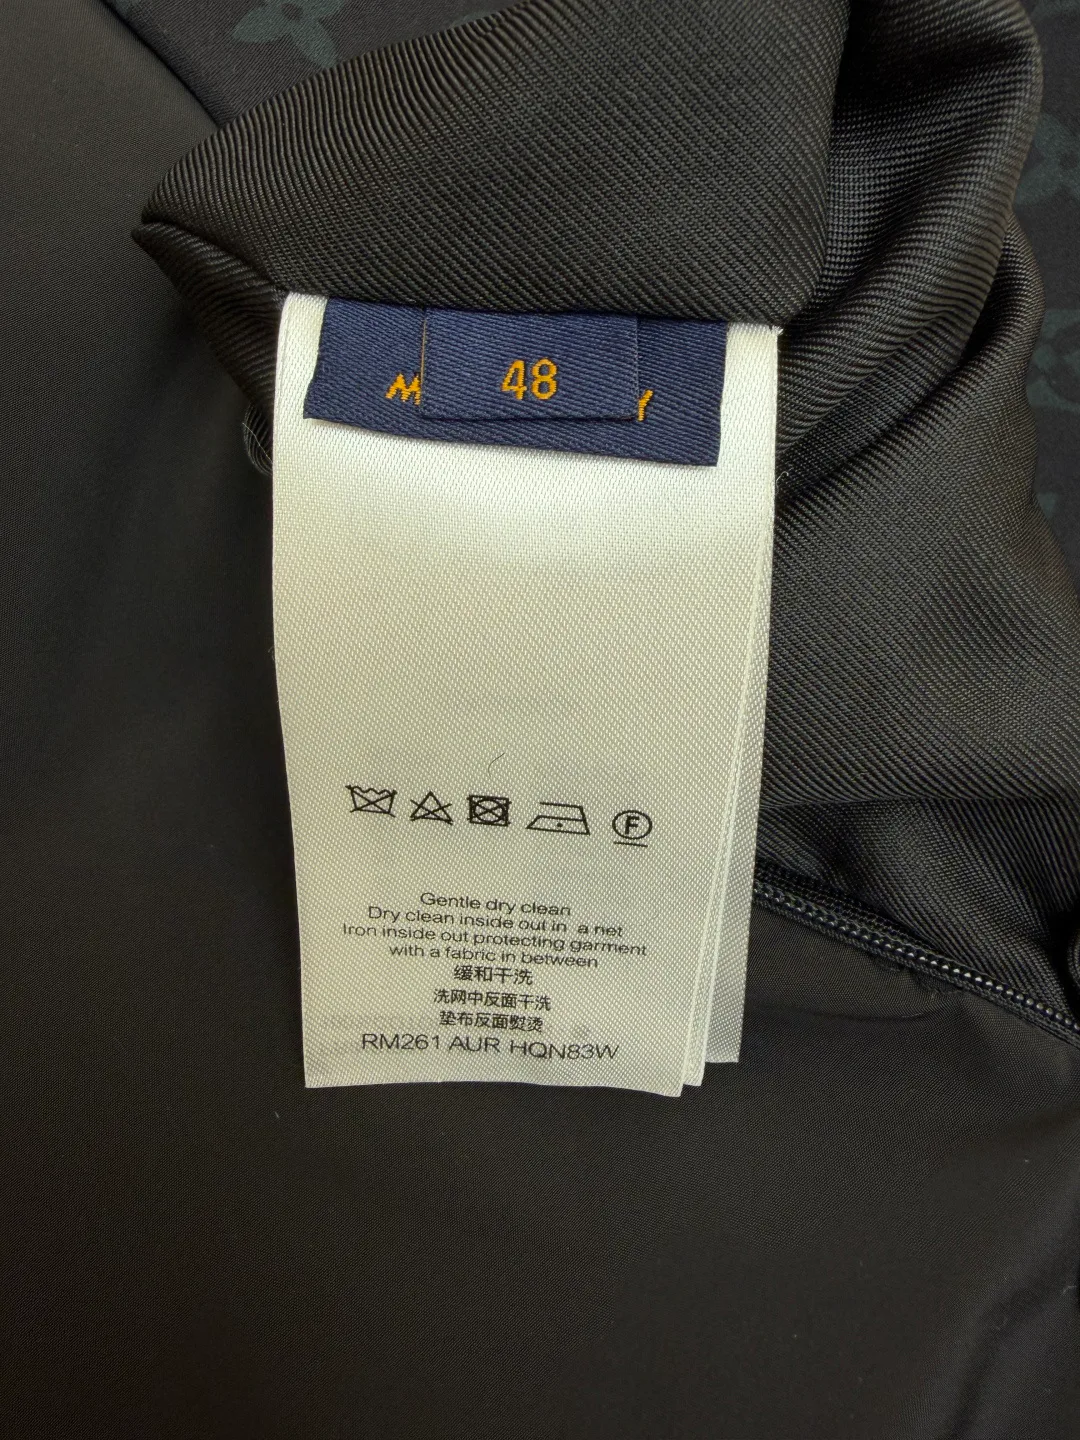 48
F
Gentle dry clean
Dry clean inside out in a net
Iron inside out protecting garment
with a fabric in between
缓和干洗
洗网中反面干洗
垫布反面熨烫
RM261 AUR HQN83W